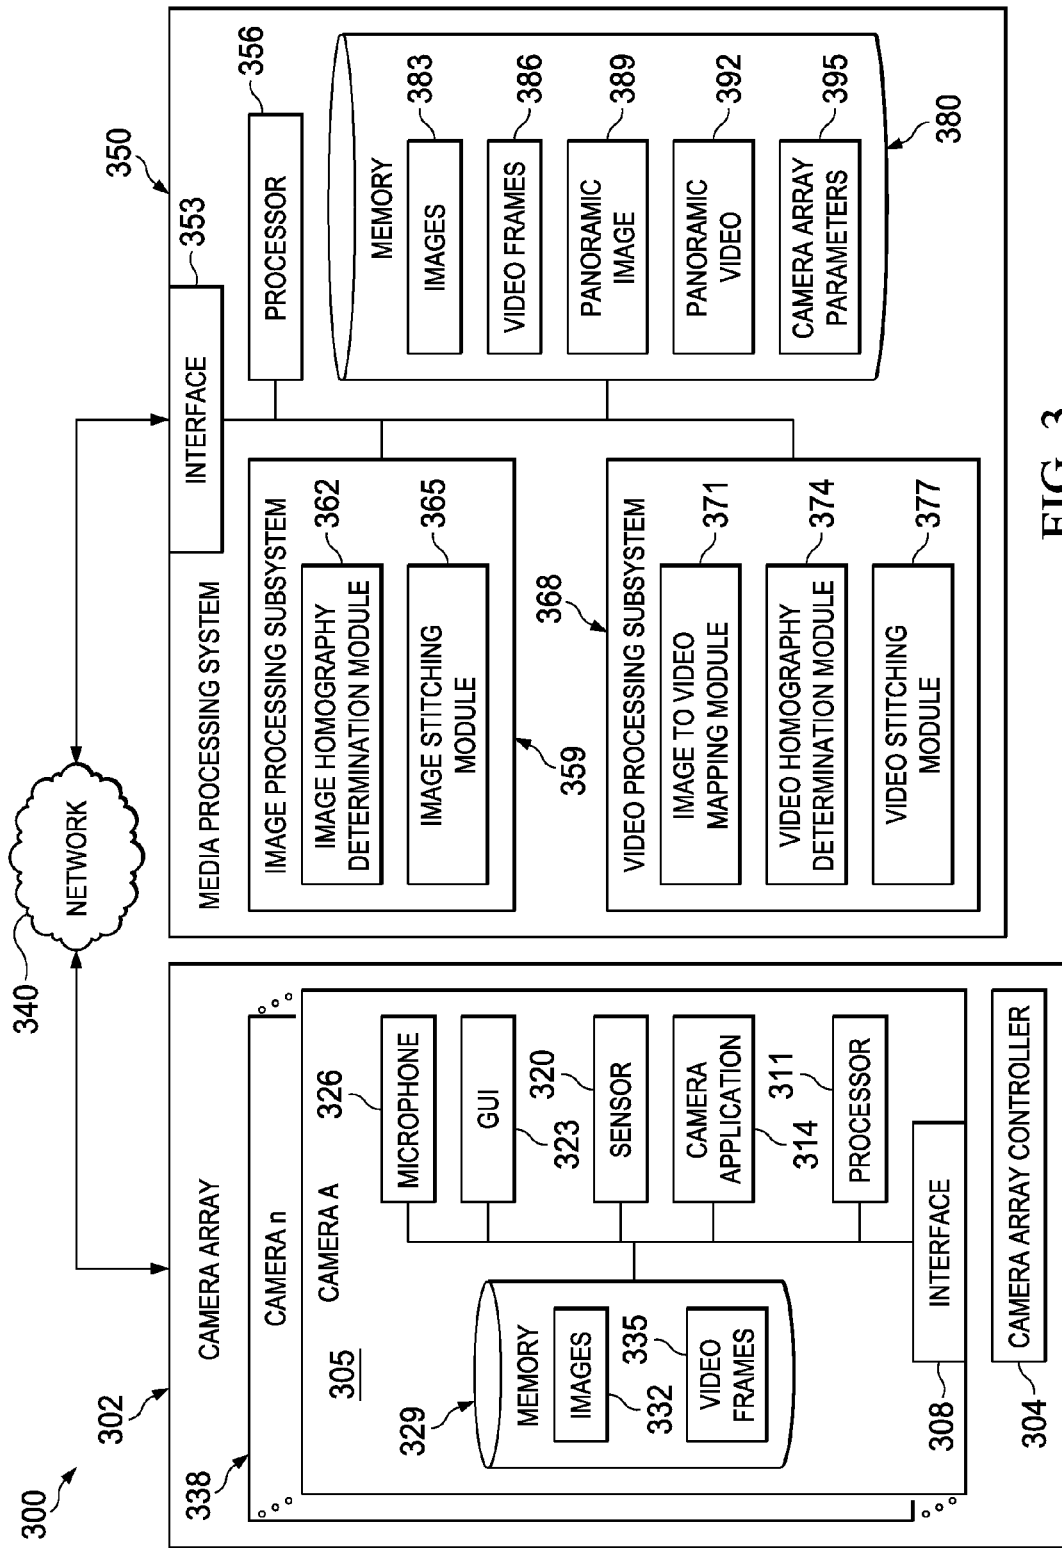 300
302
CAMERA ARRAY
338
CAMERA n
CAMERA A
305
329
MEMORY
IMAGES
332
335
VIDEO
FRAMES
326
MICROPHONE
GUI
323
320
SENSOR
CAMERA
APPLICATION
314
311
PROCESSOR
INTERFACE
308
CAMERA ARRAY CONTROLLER
304
340
NETWORK
350
MEDIA PROCESSING SYSTEM
INTERFACE
353
PROCESSOR
356
IMAGE PROCESSING SUBSYSTEM
IMAGE HOMOGRAPHY
DETERMINATION MODULE
362
IMAGE STITCHING
MODULE
365
359
368
VIDEO PROCESSING SUBSYSTEM
IMAGE TO VIDEO
MAPPING MODULE
371
VIDEO HOMOGRAPHY
DETERMINATION MODULE
374
VIDEO STITCHING
MODULE
377
MEMORY
IMAGES
383
VIDEO FRAMES
386
PANORAMIC
IMAGE
389
PANORAMIC
VIDEO
392
CAMERA ARRAY
PARAMETERS
395
380
FIG. 3